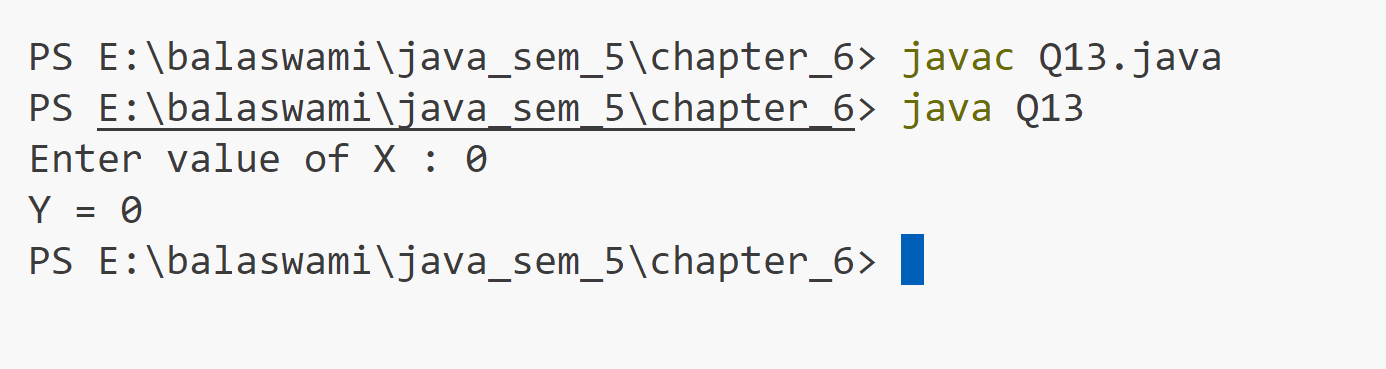 PS E:\balaswami\java_sem_5\chapter_6> javac Q13.java
PS E:\balaswami\java_sem_5\chapter_6> java Q13
Enter value of X : 0
Y = 0
PS E:\balaswami\java_sem_5\chapter_6>